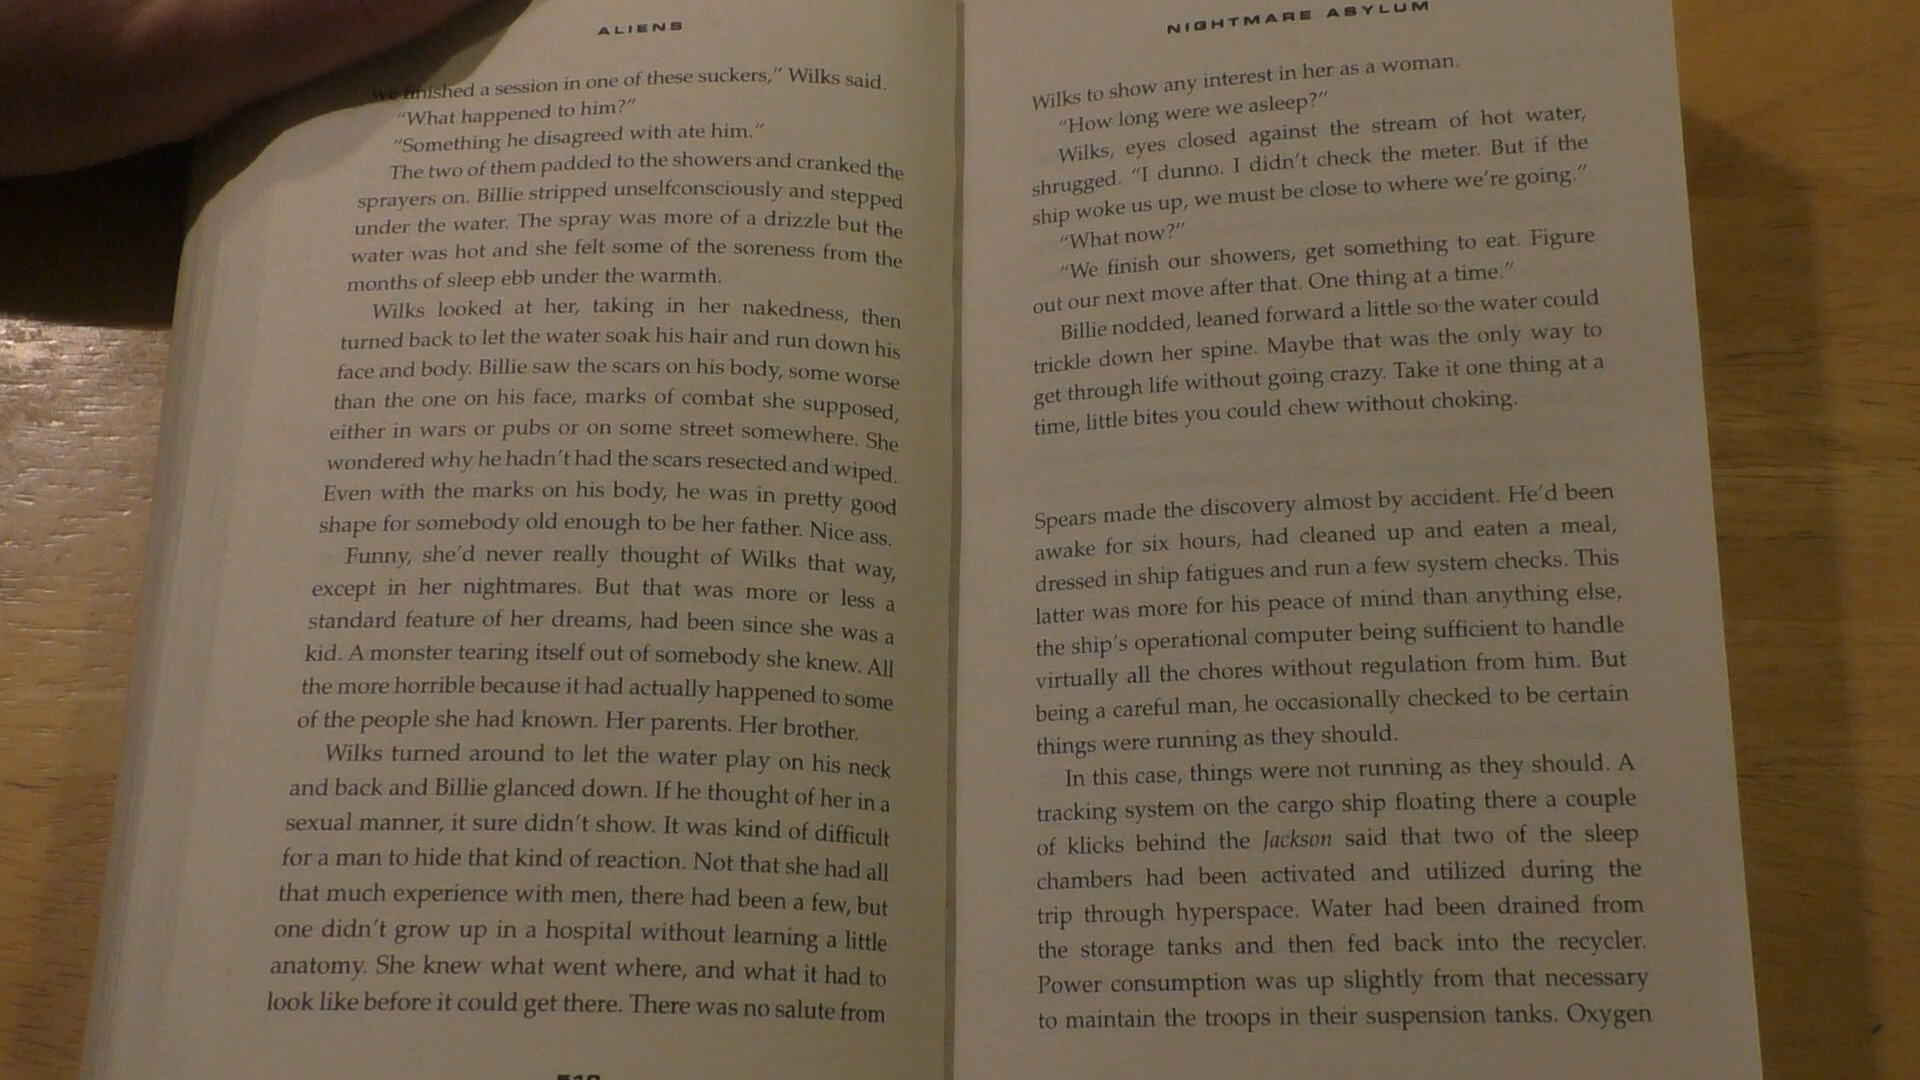 ALIENS
we finished a session in one of these suckers,” Wilks said.
“What happened to him?”
“Something he disagreed with ate him.”
The two of them padded to the showers and cranked the
sprayers on. Billie stripped unselfconsciously and stepped
under the water. The spray was more of a drizzle but the
water was hot and she felt some of the soreness from the
months of sleep ebb under the warmth.
Wilks looked at her, taking in her nakedness, then
turned back to let the water soak his hair and run down his
face and body. Billie saw the scars on his body, some worse
than the one on his face, marks of combat she supposed,
either in wars or pubs or on some street somewhere. She
wondered why he hadn’t had the scars resected and wiped.
Even with the marks on his body, he was in pretty good
shape for somebody old enough to be her father. Nice ass.
Funny, she’d never really thought of Wilks that way,
except in her nightmares. But that was more or less a
standard feature of her dreams, had been since she was a
kid. A monster tearing itself out of somebody she knew. All
the more horrible because it had actually happened to some
of the people she had known. Her parents. Her brother.
Wilks turned around to let the water play on his neck
and back and Billie glanced down. If he thought of her in a
sexual manner, it sure didn’t show. It was kind of difficult
for a man to hide that kind of reaction. Not that she had all
that much experience with men, there had been a few, but
one didn’t grow up in a hospital without learning a little
anatomy. She knew what went where, and what it had to
look like before it could get there. There was no salute from
NIGHTMARE ASYLUM
Wilks to show any interest in her as a woman.
“How long were we asleep?”
Wilks, eyes closed against the stream of hot water,
shrugged. “I dunno. I didn’t check the meter. But if the
ship woke us up, we must be close to where we’re going.”
“What now?”
“We finish our showers, get something to eat. Figure
out our next move after that. One thing at a time.”
Billie nodded, leaned forward a little so the water could
trickle down her spine. Maybe that was the only way to
get through life without going crazy. Take it one thing at a
time, little bites you could chew without choking.
Spears made the discovery almost by accident. He’d been
awake for six hours, had cleaned up and eaten a meal,
dressed in ship fatigues and run a few system checks. This
latter was more for his peace of mind than anything else,
the ship’s operational computer being sufficient to handle
virtually all the chores without regulation from him. But
being a careful man, he occasionally checked to be certain
things were running as they should.
In this case, things were not running as they should. A
tracking system on the cargo ship floating there a couple
of klicks behind the Jackson said that two of the sleep
chambers had been activated and utilized during the
trip through hyperspace. Water had been drained from
the storage tanks and then fed back into the recycler.
Power consumption was up slightly from that necessary
to maintain the troops in their suspension tanks. Oxygen